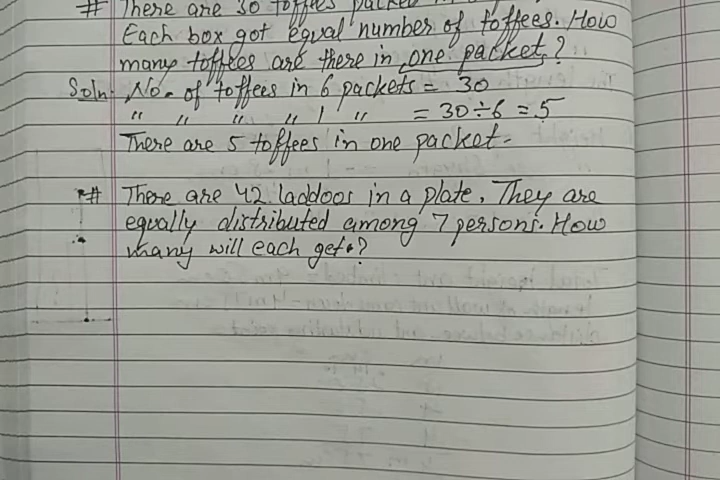 # There are 30 toffees packed in
Each box got equal number of toffees. How
many toffees are there in one packet?
Soln: No. of toffees in 6 packets = 30
" " " " 1 " = 30÷6 = 5
There are 5 toffees in one packet.
# There are 42 laddoos in a plate. They are
equally distributed among 7 persons. How
many will each get?